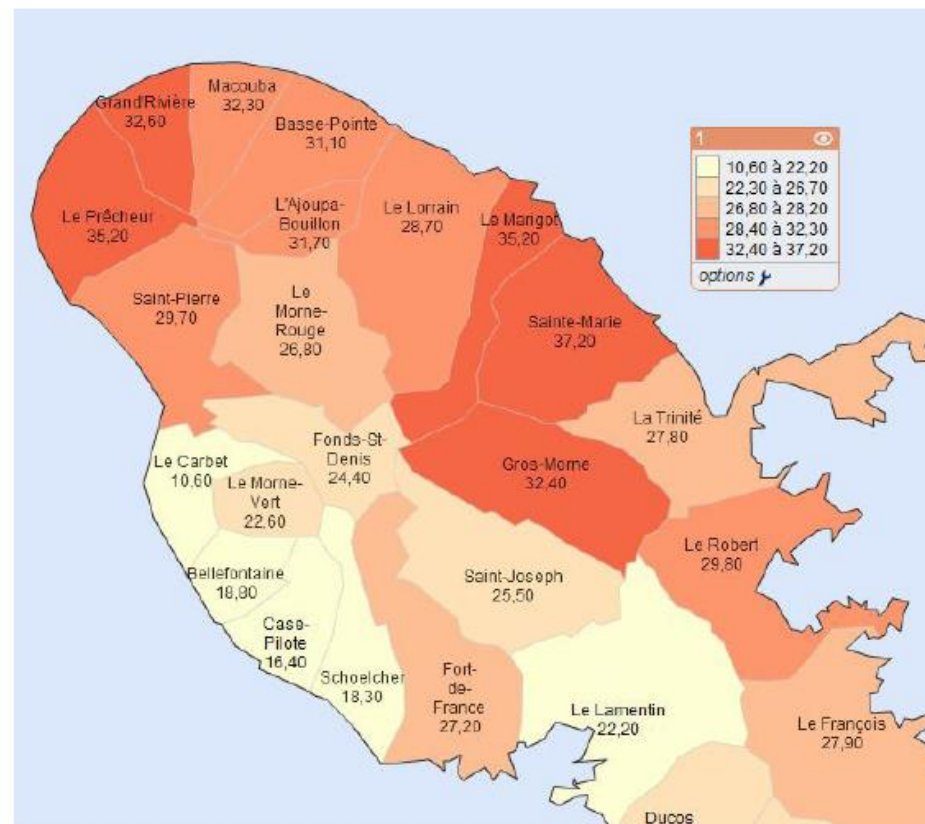 Macouba
32,30
Grand'Rivière
32,60
Basse-Pointe
31,10
1
10,60 à 22,20
22,30 à 26,70
26,80 à 28,20
28,40 à 32,30
32,40 à 37,20
options
Le Prêcheur
35,20
L'Ajoupa-
Bouillon
31,70
Le Lorrain
28,70
Le Marigot
35,20
Saint-Pierre
29,70
Le
Morne-
Rouge
26,80
Sainte-Marie
37,20
La Trinité
27,80
Fonds-St-
Denis
24,40
Le Carbet
10,60
Le Morne-
Vert
22,60
Gros-Morne
32,40
Le Robert
29,80
Bellefontaine
18,80
Saint-Joseph
25,50
Case-
Pilote
16,40
Schoelcher
18,30
Fort-
de-
France
27,20
Le Lamentin
22,20
Le François
27,90
Ducos